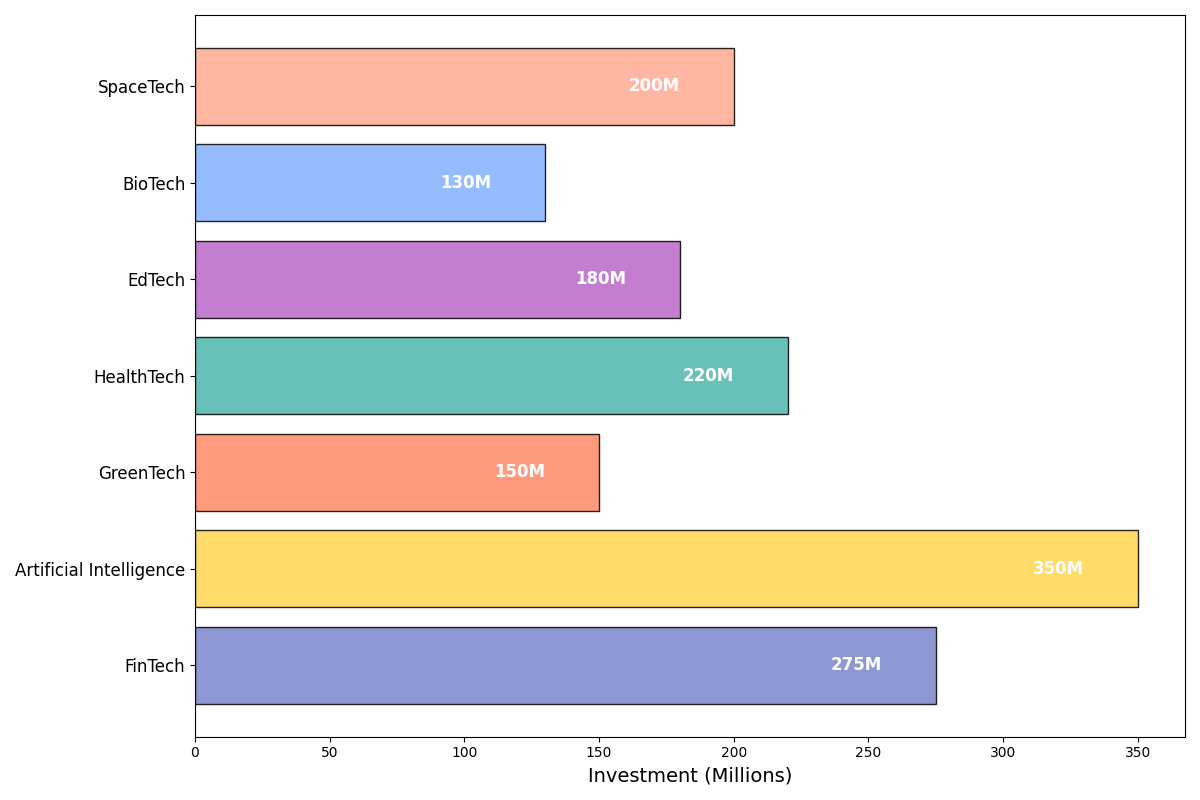 SpaceTech 200M
BioTech 130M
EdTech 180M
HealthTech 220M
GreenTech 150M
Artificial Intelligence 350M
FinTech 275M
0 50 100 150 200 250 300 350
Investment (Millions)